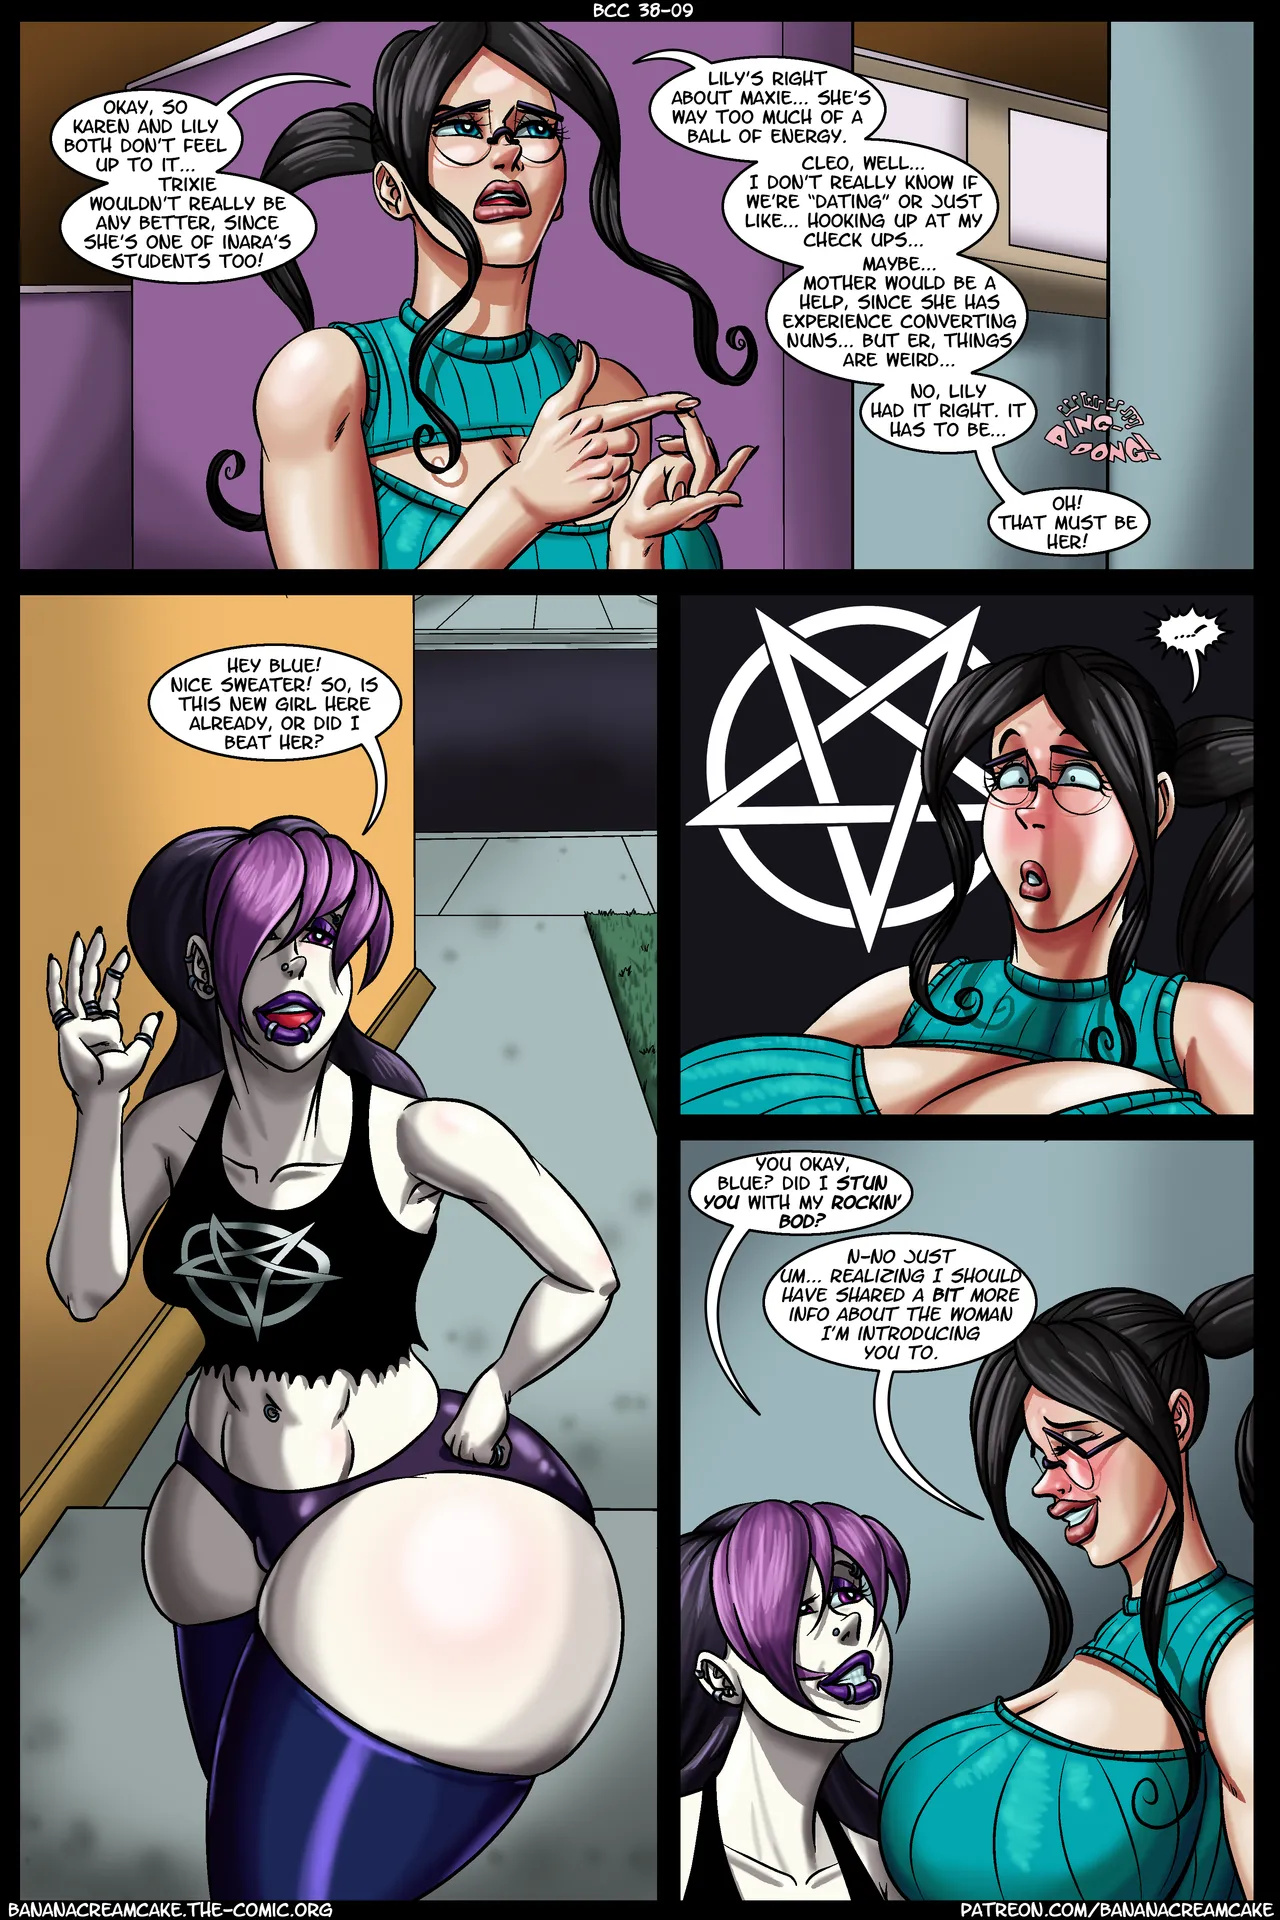 BCC 38-09
OKAY, SO
KAREN AND LILY
BOTH DON'T FEEL
UP TO IT...
TRIXIE
WOULDN'T REALLY BE
ANY BETTER, SINCE
SHE'S ONE OF INARA'S
STUDENTS TOO!
LILY'S RIGHT
ABOUT MAXIE... SHE'S
WAY TOO MUCH OF A
BALL OF ENERGY.
CLEO, WELL...
I DON'T REALLY KNOW IF
WE'RE "DATING" OR JUST
LIKE... HOOKING UP AT MY
CHECK UPS...
MAYBE...
MOTHER WOULD BE A
HELP, SINCE SHE HAS
EXPERIENCE CONVERTING
NUNS... BUT ER, THINGS
ARE WEIRD...
NO, LILY
HAD IT RIGHT. IT
HAS TO BE...
DING-
DONG!
OH!
THAT MUST BE
HER!
HEY BLUE!
NICE SWEATER! SO, IS
THIS NEW GIRL HERE
ALREADY, OR DID I
BEAT HER?
...!
YOU OKAY,
BLUE? DID I STUN
YOU WITH MY ROCKIN'
BOD?
N-NO JUST
UM... REALIZING I SHOULD
HAVE SHARED A BIT MORE
INFO ABOUT THE WOMAN
I'M INTRODUCING
YOU TO.
BANANACREAMCAKE.THE-COMIC.ORG
PATREON.COM/BANANACREAMCAKE